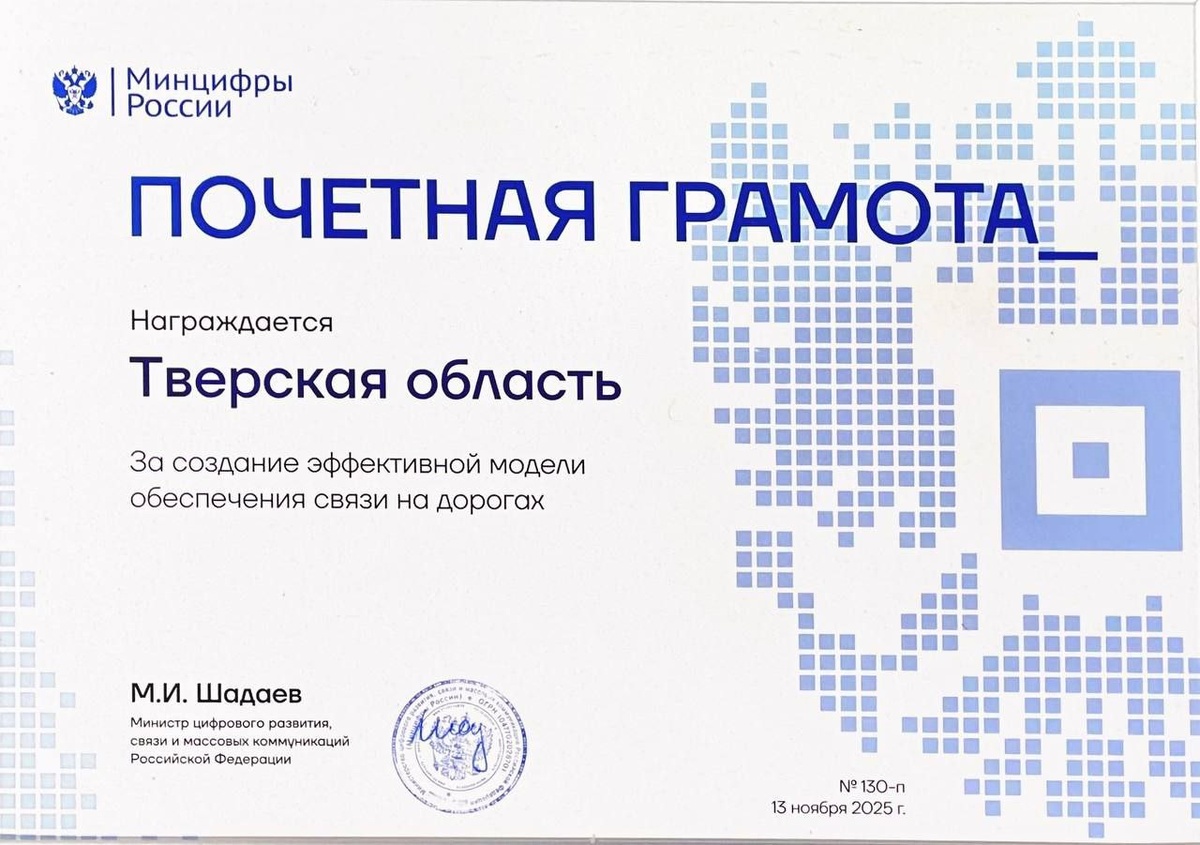 Минцифры
России
ПОЧЕТНАЯ ГРАМОТА_
Награждается
Тверская область
За создание эффективной модели
обеспечения связи на дорогах
М.И. Шадаев
Министр цифрового развития,
связи и массовых коммуникаций
Российской Федерации
№ 130-п
13 ноября 2025 г.